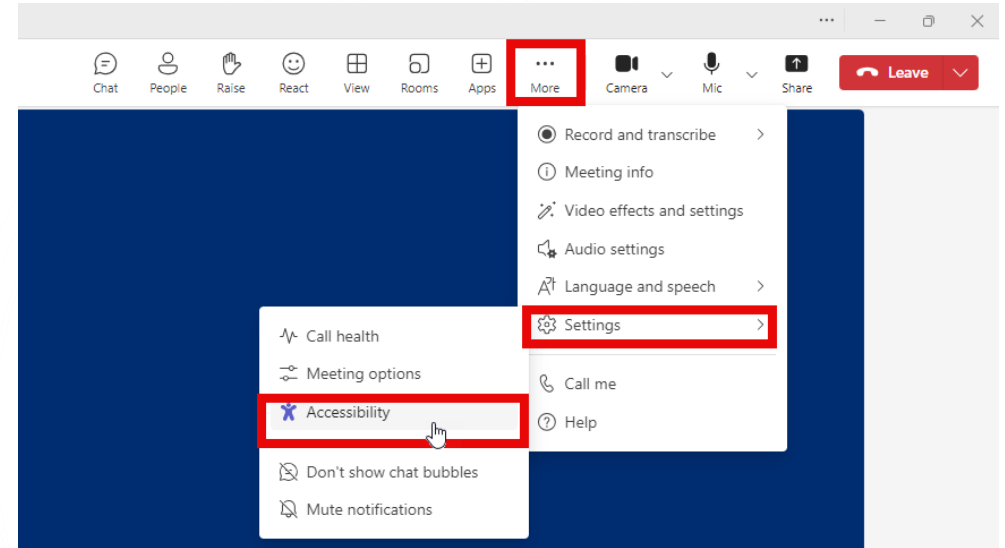 Chat People Raise React View Rooms Apps More Camera Mic Share Leave
Record and transcribe
Meeting info
Video effects and settings
Audio settings
Language and speech
Settings
Call me
Help
Call health
Meeting options
Accessibility
Don't show chat bubbles
Mute notifications